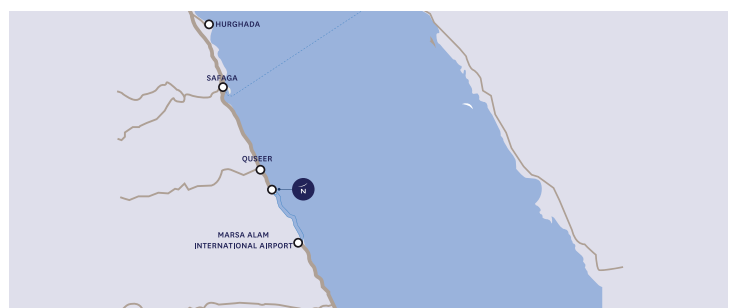 HURGHADA
SAFAGA
QUSEER
N
MARSA ALAM
INTERNATIONAL AIRPORT